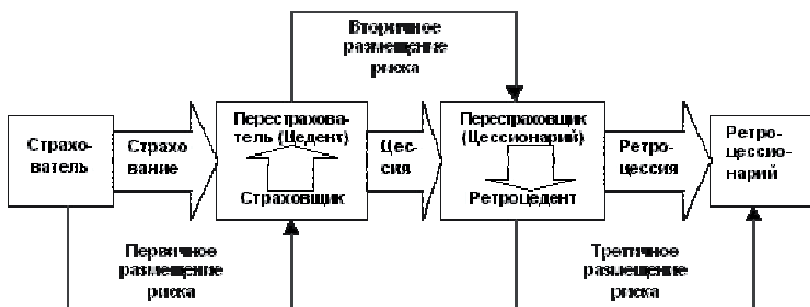 Вторичное
размещение
риска
Страхо-
ватель
Страхо
вание
Перестрахова-
тель (Цедент)
Страховщик
Цес-
сия
Перестраховщик
(Цессионарий)
Ретроцедент
Ретро-
цессия
Ретро-
цессио-
нарий
Первичное
размещение
риска
Третичное
размещение
риска